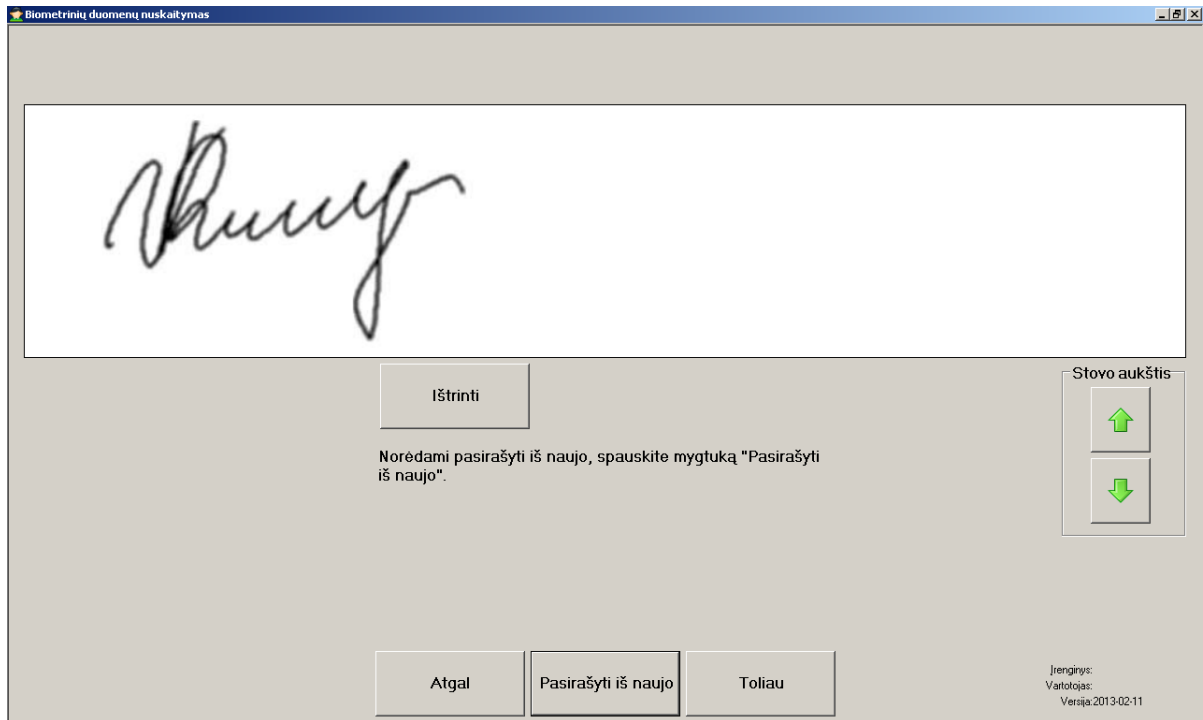 Biometrinių duomenų nuskaitymas
Ištrinti
Stovo aukštis
Norėdami pasirašyti iš naujo, spauskite mygtuką "Pasirašyti
iš naujo".
Atgal
Pasirašyti iš naujo
Toliau
Įrenginys:
Vartotojas:
Versija:2013-02-11